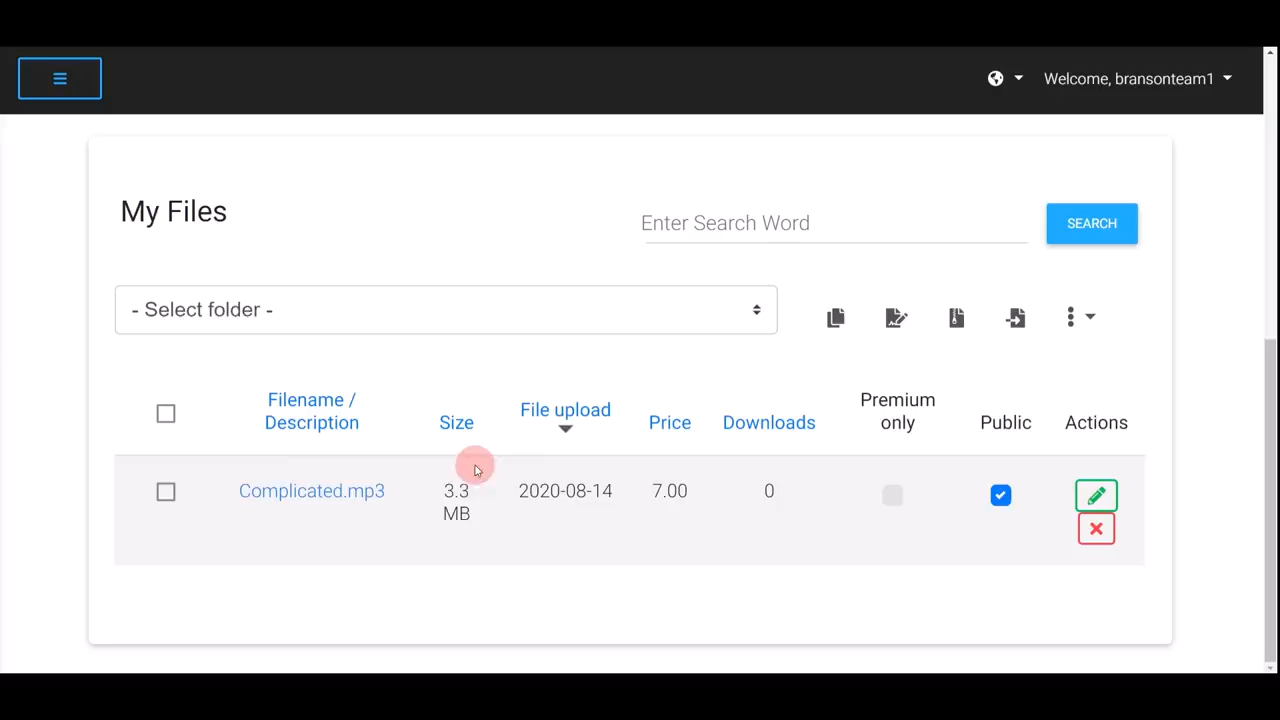 Welcome, bransonteam1
My Files
Enter Search Word
SEARCH
- Select folder -
Filename /
Description
Size
File upload
Price
Downloads
Premium
only
Public
Actions
Complicated.mp3
3.3
MB
2020-08-14
7.00
0